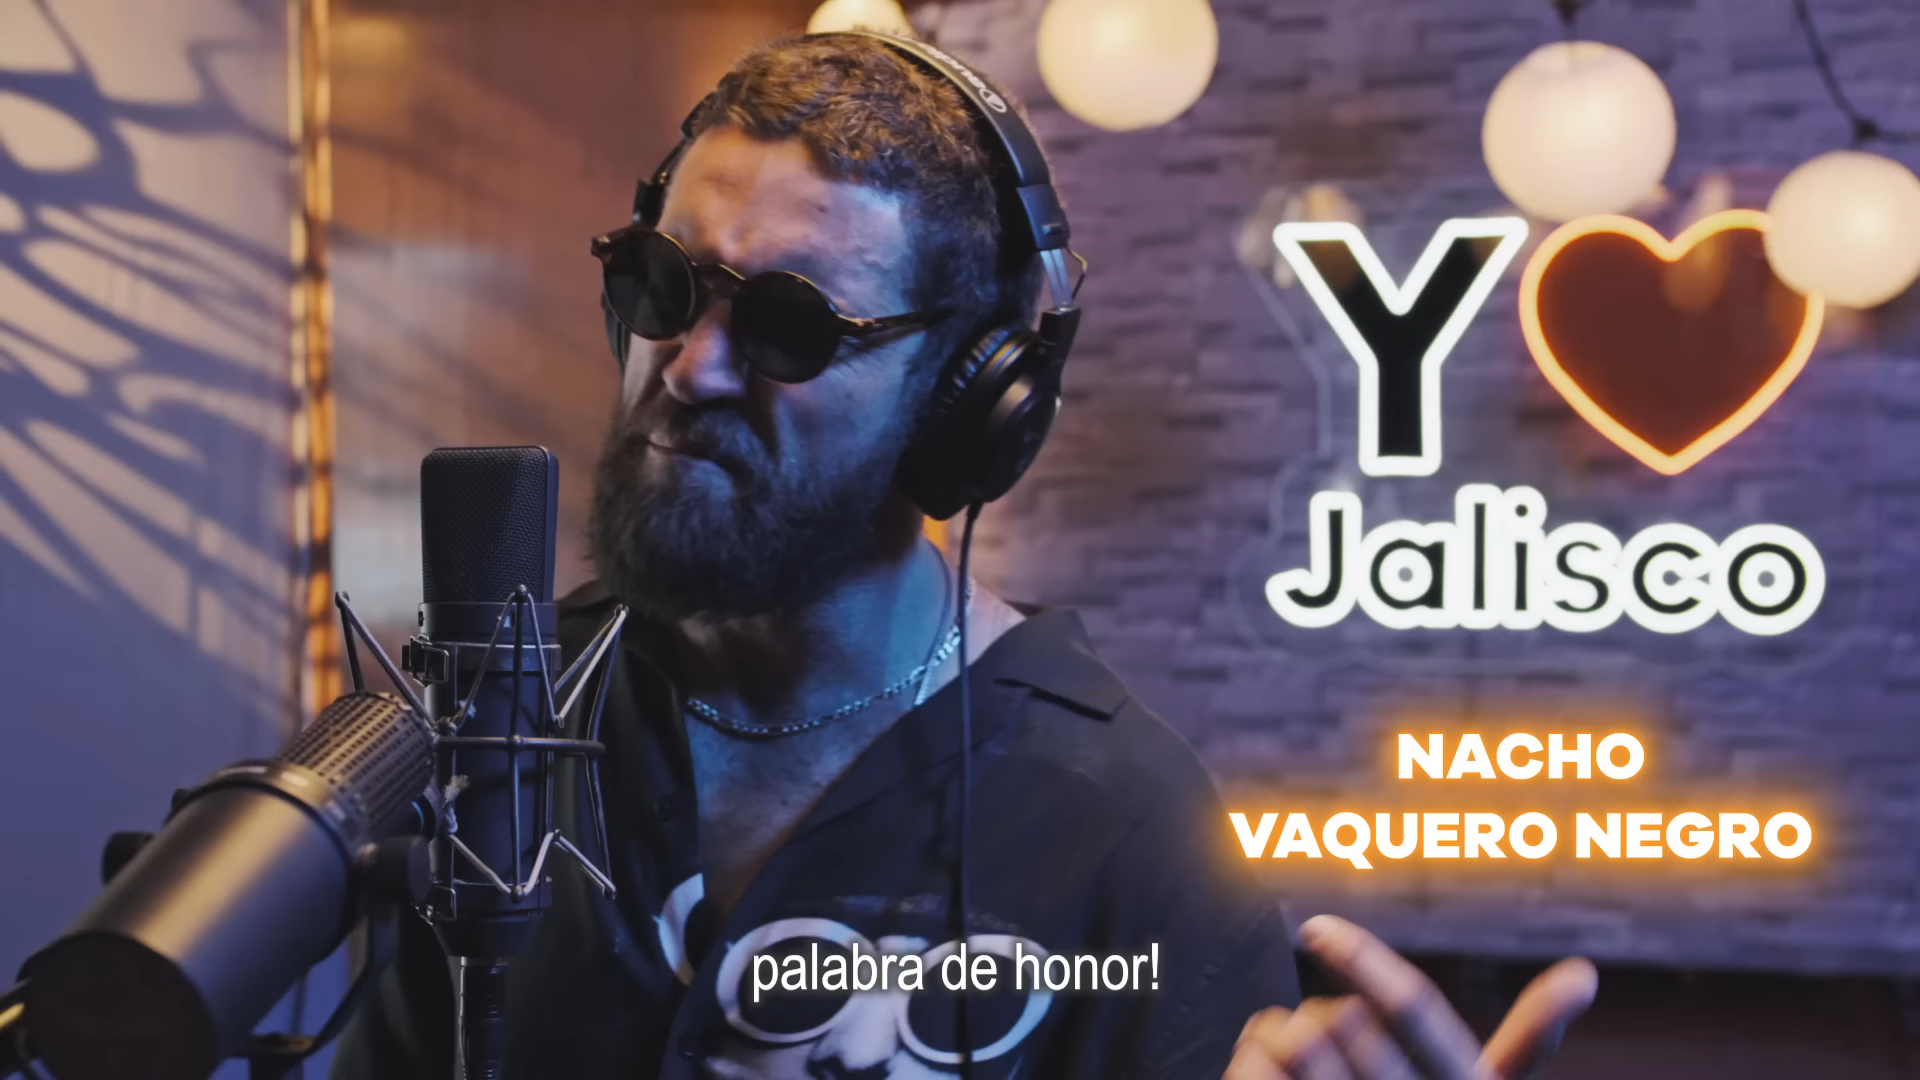 Y
Jalisco
NACHO
VAQUERO NEGRO
palabra de honor!